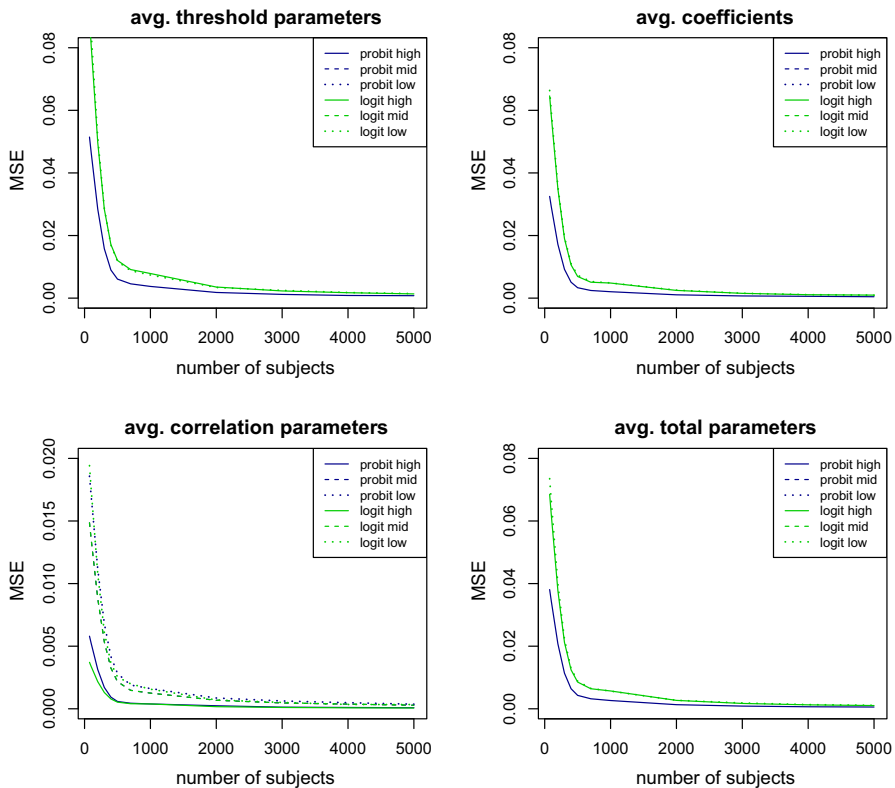 avg. threshold parameters
MSE
0.00
0.02
0.04
0.06
0.08
probit high
probit mid
probit low
logit high
logit mid
logit low
0 1000 2000 3000 4000 5000
number of subjects
avg. coefficients
MSE
0.00
0.02
0.04
0.06
0.08
probit high
probit mid
probit low
logit high
logit mid
logit low
0 1000 2000 3000 4000 5000
number of subjects
avg. correlation parameters
MSE
0.000
0.005
0.010
0.015
0.020
probit high
probit mid
probit low
logit high
logit mid
logit low
0 1000 2000 3000 4000 5000
number of subjects
avg. total parameters
MSE
0.00
0.02
0.04
0.06
0.08
probit high
probit mid
probit low
logit high
logit mid
logit low
0 1000 2000 3000 4000 5000
number of subjects